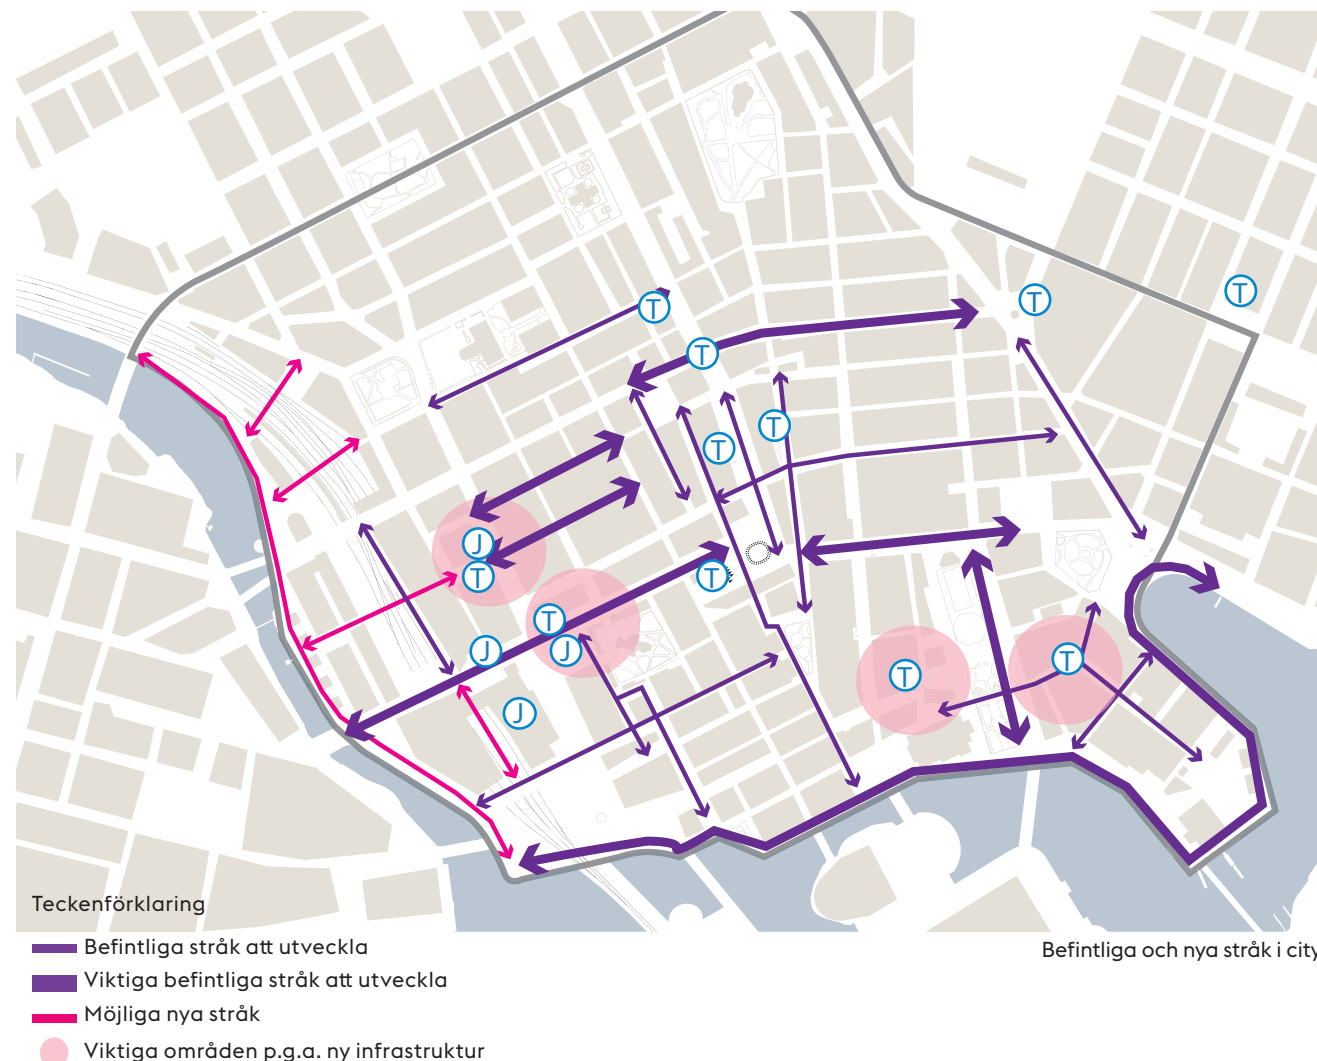 T
T
T
T
T
T
J
T
T
T
J
J
T
T
J
Teckenförklaring
Befintliga stråk att utveckla
Befintliga och nya stråk i city
Viktiga befintliga stråk att utveckla
Möjliga nya stråk
Viktiga områden p.g.a. ny infrastruktur